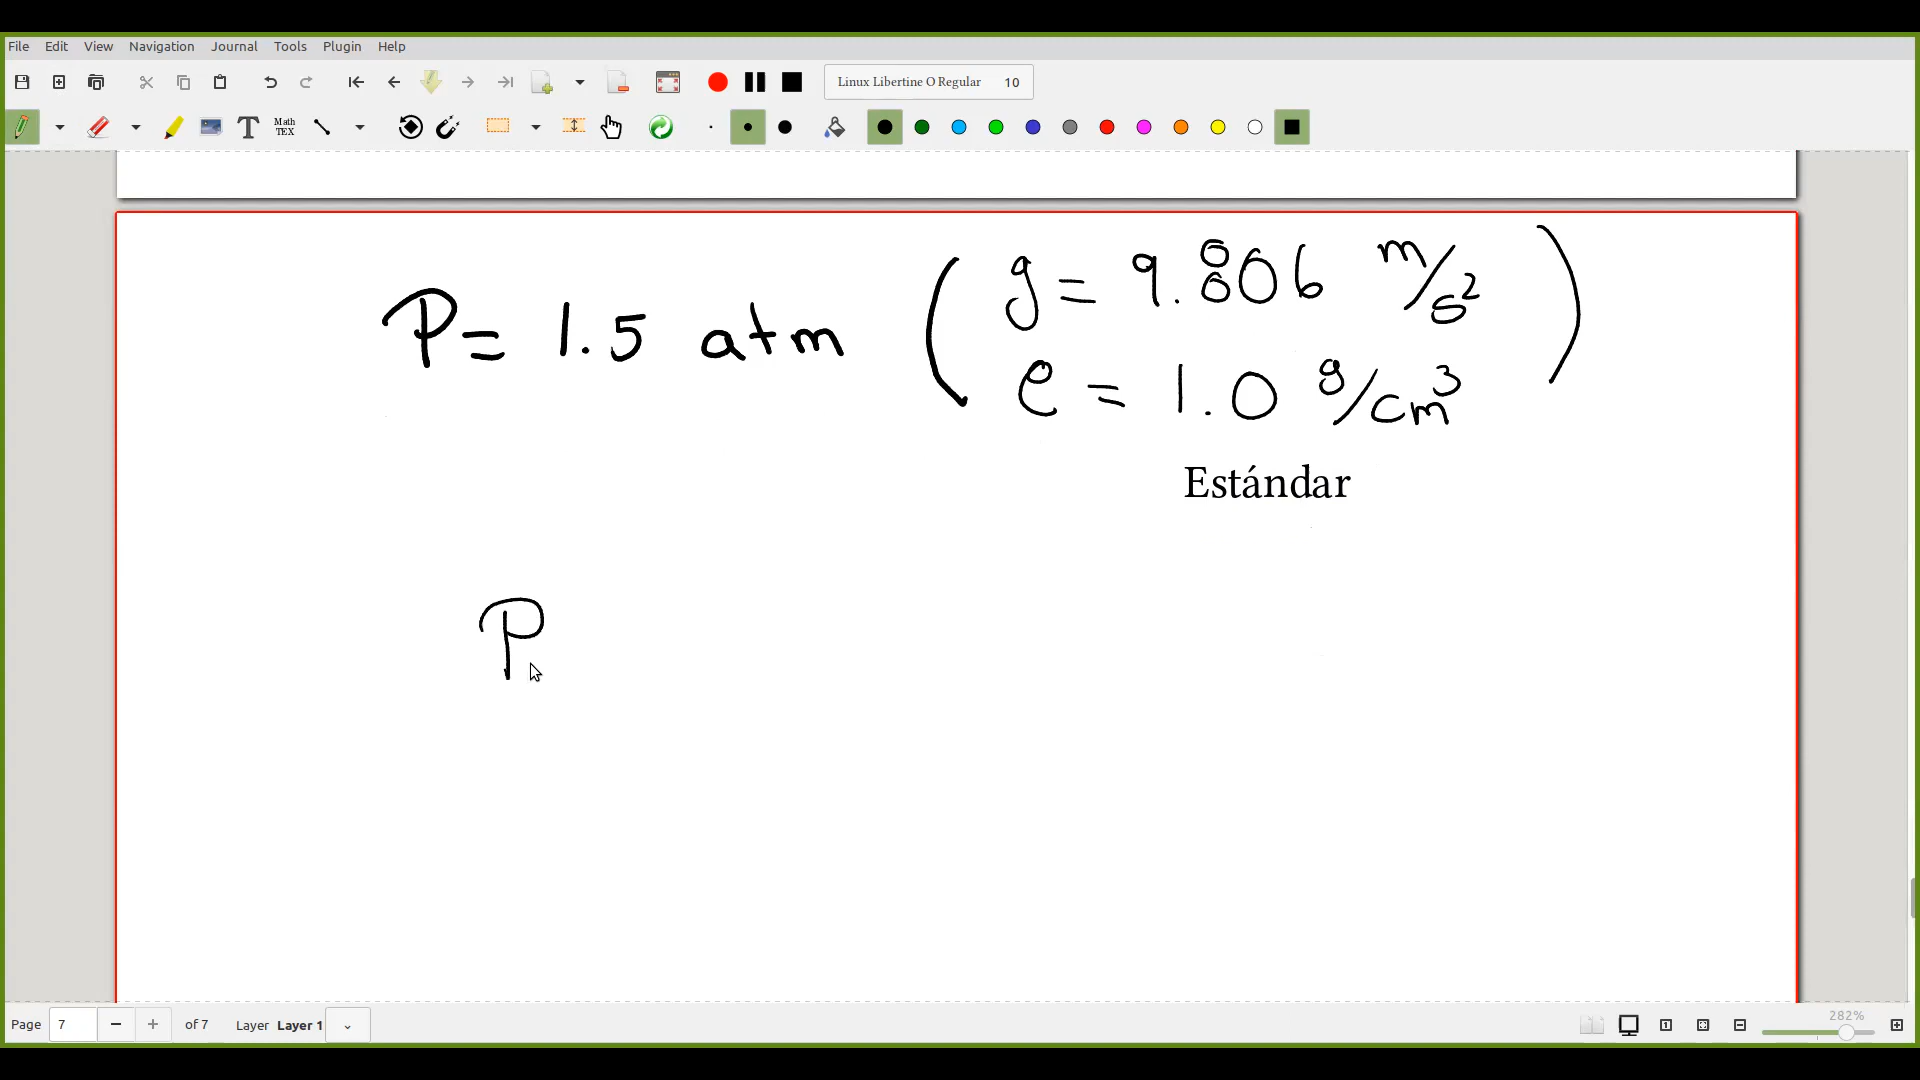 File Edit View Navigation Journal Tools Plugin Help
Linux Libertine O Regular 10
T Math TEX
P = 1.5 atm ( g = 9.806 m/s² )
ρ = 1.0 g/cm³
Estándar
P
Page 7 of 7 Layer Layer 1 282%